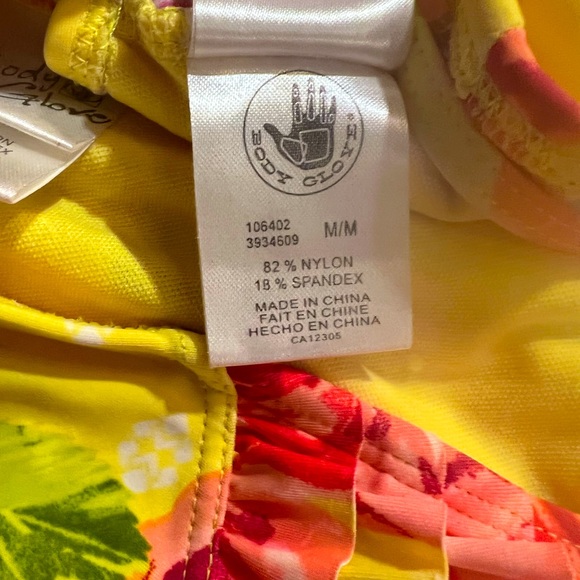 BODY GLOVE
106402
3934609
M/M
82 % NYLON
18 % SPANDEX
MADE IN CHINA
FAIT EN CHINE
HECHO EN CHINA
CA12305